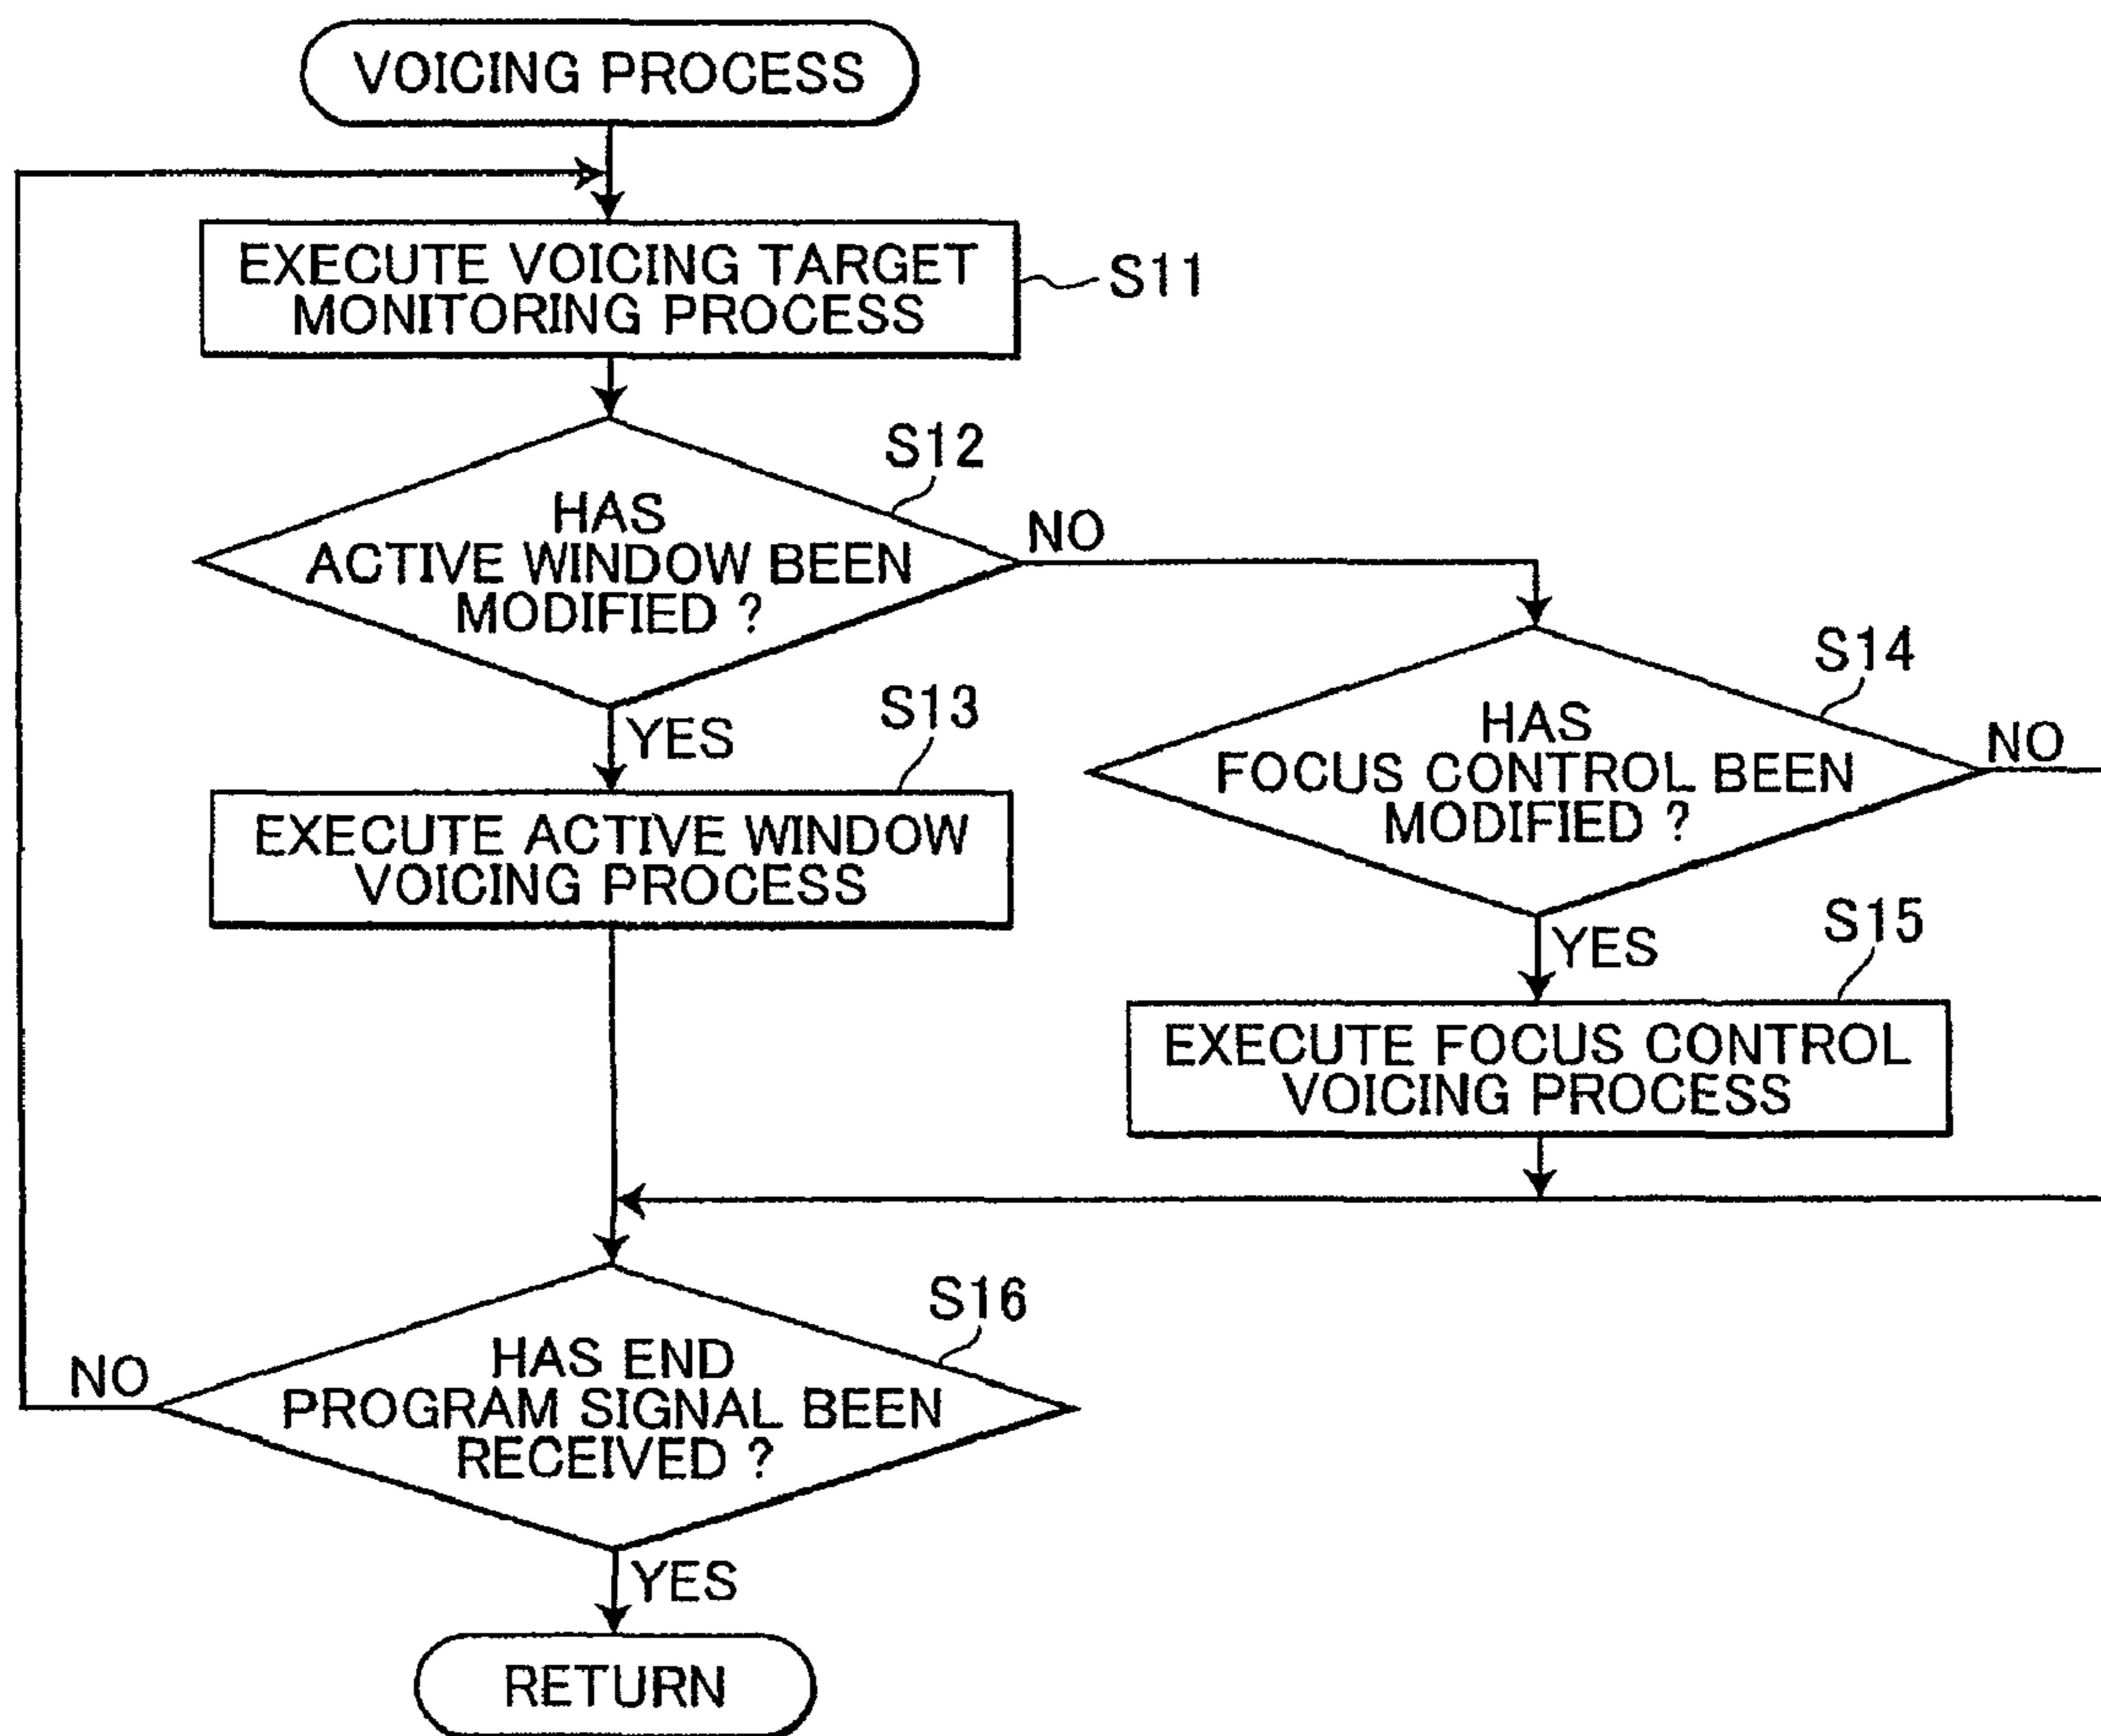 VOICING PROCESS
EXECUTE VOICING TARGET
MONITORING PROCESS
S11
S12
HAS
ACTIVE WINDOW BEEN
MODIFIED ?
NO
YES
S13
EXECUTE ACTIVE WINDOW
VOICING PROCESS
S14
HAS
FOCUS CONTROL BEEN
MODIFIED ?
NO
YES
S15
EXECUTE FOCUS CONTROL
VOICING PROCESS
S16
HAS END
PROGRAM SIGNAL BEEN
RECEIVED ?
NO
YES
RETURN